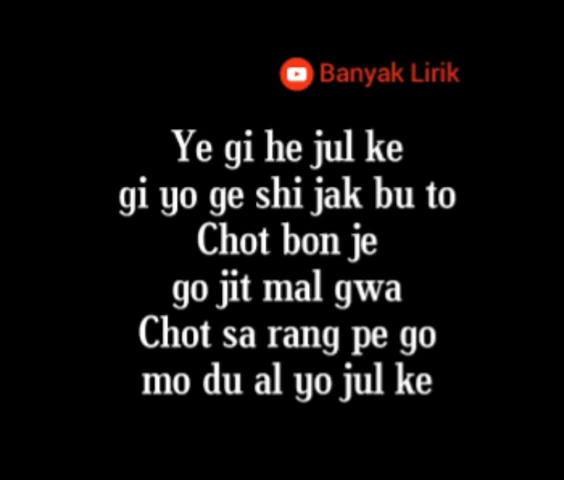 Banyak Lirik
Ye gi he jul ke
gi yo ge shi jak bu to
Chot bon je
go jit mal gwa
Chot sa rang pe go
mo du al yo jul ke